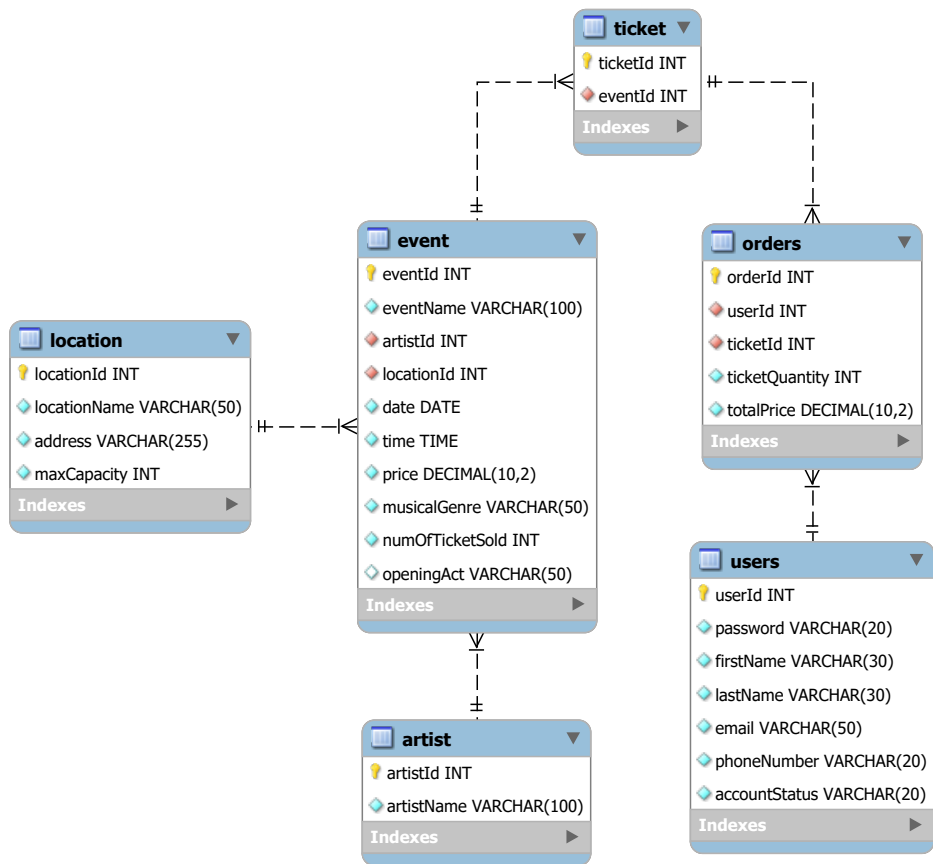 ticket
ticketId INT
eventId INT
Indexes
event
eventId INT
eventName VARCHAR(100)
artistId INT
locationId INT
date DATE
time TIME
price DECIMAL(10,2)
musicalGenre VARCHAR(50)
numOfTicketSold INT
openingAct VARCHAR(50)
Indexes
orders
orderId INT
userId INT
ticketId INT
ticketQuantity INT
totalPrice DECIMAL(10,2)
Indexes
location
locationId INT
locationName VARCHAR(50)
address VARCHAR(255)
maxCapacity INT
Indexes
users
userId INT
password VARCHAR(20)
firstName VARCHAR(30)
lastName VARCHAR(30)
email VARCHAR(50)
phoneNumber VARCHAR(20)
accountStatus VARCHAR(20)
Indexes
artist
artistId INT
artistName VARCHAR(100)
Indexes